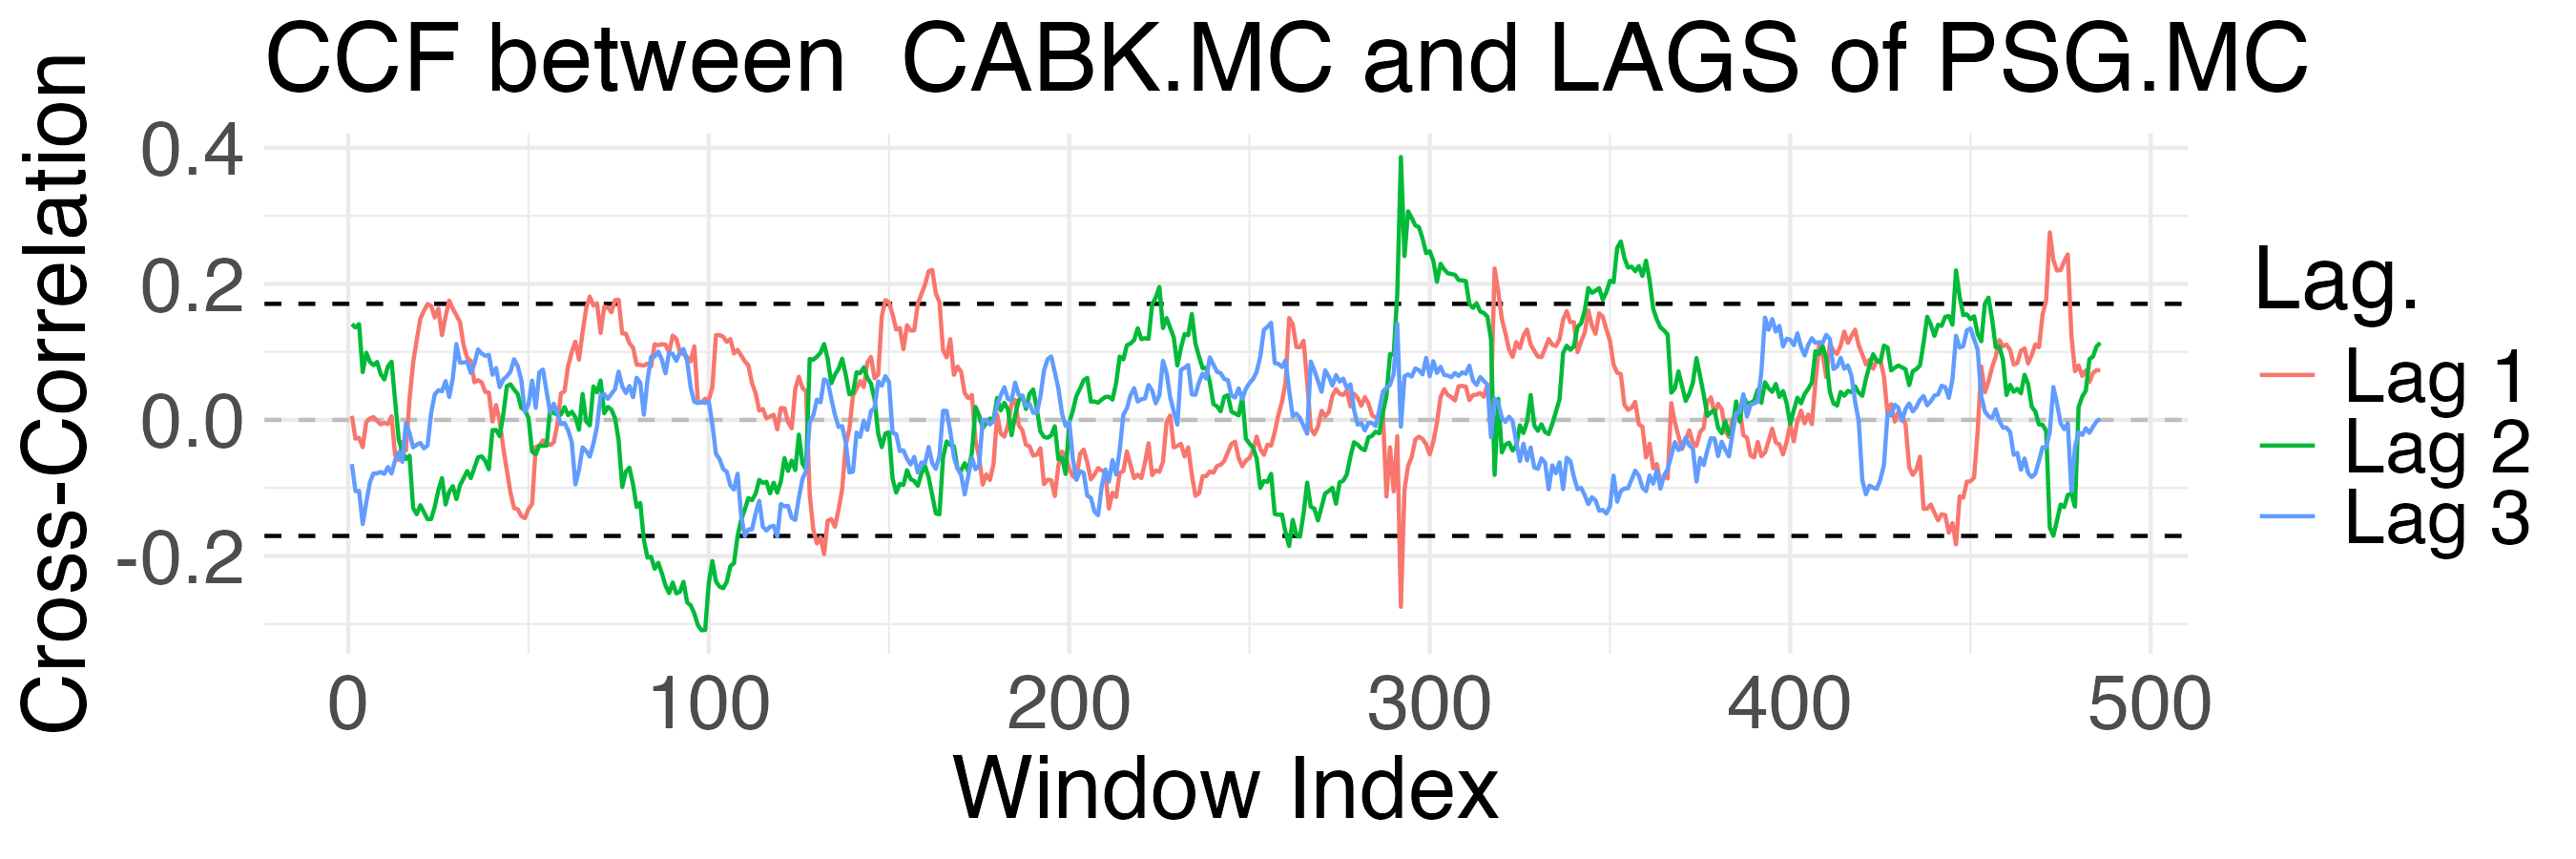 CCF between  CABK.MC and LAGS of PSG.MC
Cross-Correlation
0.4
0.2
0.0
-0.2
0 100 200 300 400 500
Window Index
Lag.
Lag 1
Lag 2
Lag 3